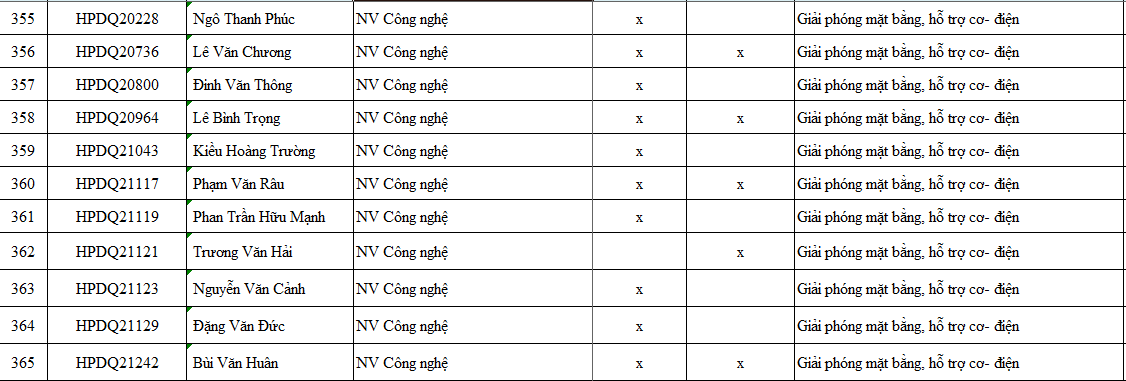 355 HPDQ20228 Ngô Thanh Phúc NV Công nghệ x Giải phóng mặt bằng, hỗ trợ cơ- điện
356 HPDQ20736 Lê Văn Chương NV Công nghệ x x Giải phóng mặt bằng, hỗ trợ cơ- điện
357 HPDQ20800 Đinh Văn Thông NV Công nghệ x Giải phóng mặt bằng, hỗ trợ cơ- điện
358 HPDQ20964 Lê Bình Trọng NV Công nghệ x x Giải phóng mặt bằng, hỗ trợ cơ- điện
359 HPDQ21043 Kiều Hoàng Trường NV Công nghệ x Giải phóng mặt bằng, hỗ trợ cơ- điện
360 HPDQ21117 Phạm Văn Râu NV Công nghệ x x Giải phóng mặt bằng, hỗ trợ cơ- điện
361 HPDQ21119 Phan Trần Hữu Mạnh NV Công nghệ x Giải phóng mặt bằng, hỗ trợ cơ- điện
362 HPDQ21121 Trương Văn Hải NV Công nghệ x Giải phóng mặt bằng, hỗ trợ cơ- điện
363 HPDQ21123 Nguyễn Văn Cảnh NV Công nghệ x Giải phóng mặt bằng, hỗ trợ cơ- điện
364 HPDQ21129 Đặng Văn Đức NV Công nghệ x Giải phóng mặt bằng, hỗ trợ cơ- điện
365 HPDQ21242 Bùi Văn Huân NV Công nghệ x x Giải phóng mặt bằng, hỗ trợ cơ- điện